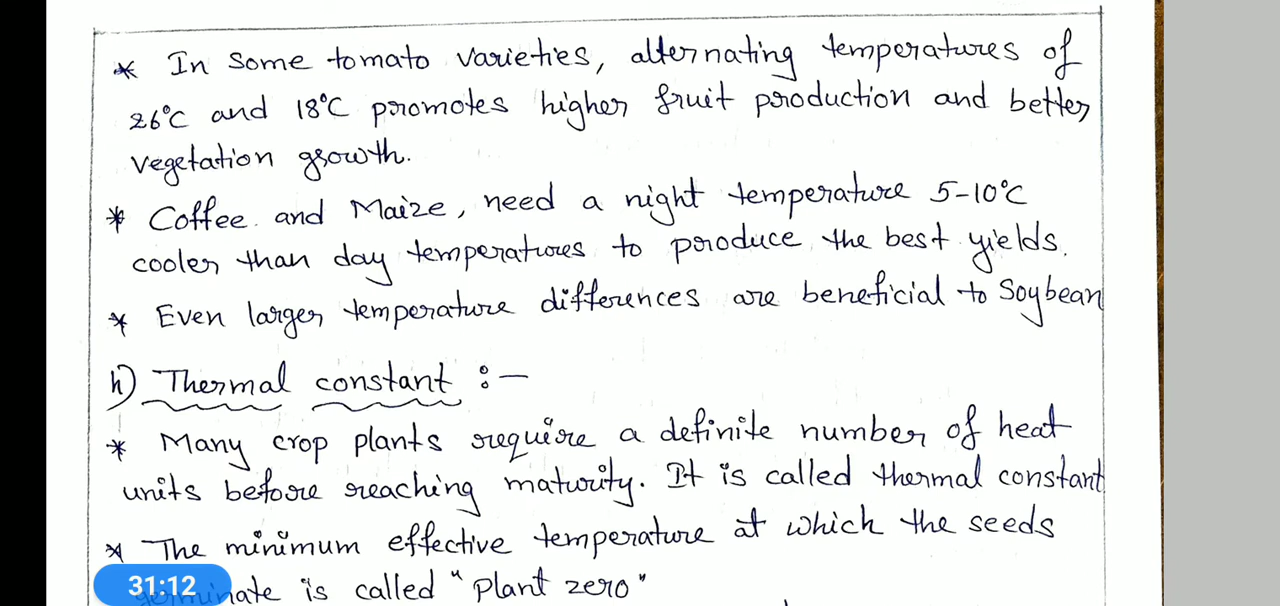 * In some tomato varieties, alternating temperatures of
26°C and 18°C promotes higher fruit production and better
vegetation growth.
* Coffee and Maize, need a night temperature 5-10°C
cooler than day temperatures to produce the best yields.
* Even larger temperature differences are beneficial to Soybean
h) Thermal constant :-
* Many crop plants require a definite number of heat
units before reaching maturity. It is called thermal constant
* The minimum effective temperature at which the seeds
germinate is called "Plant zero"
31:12